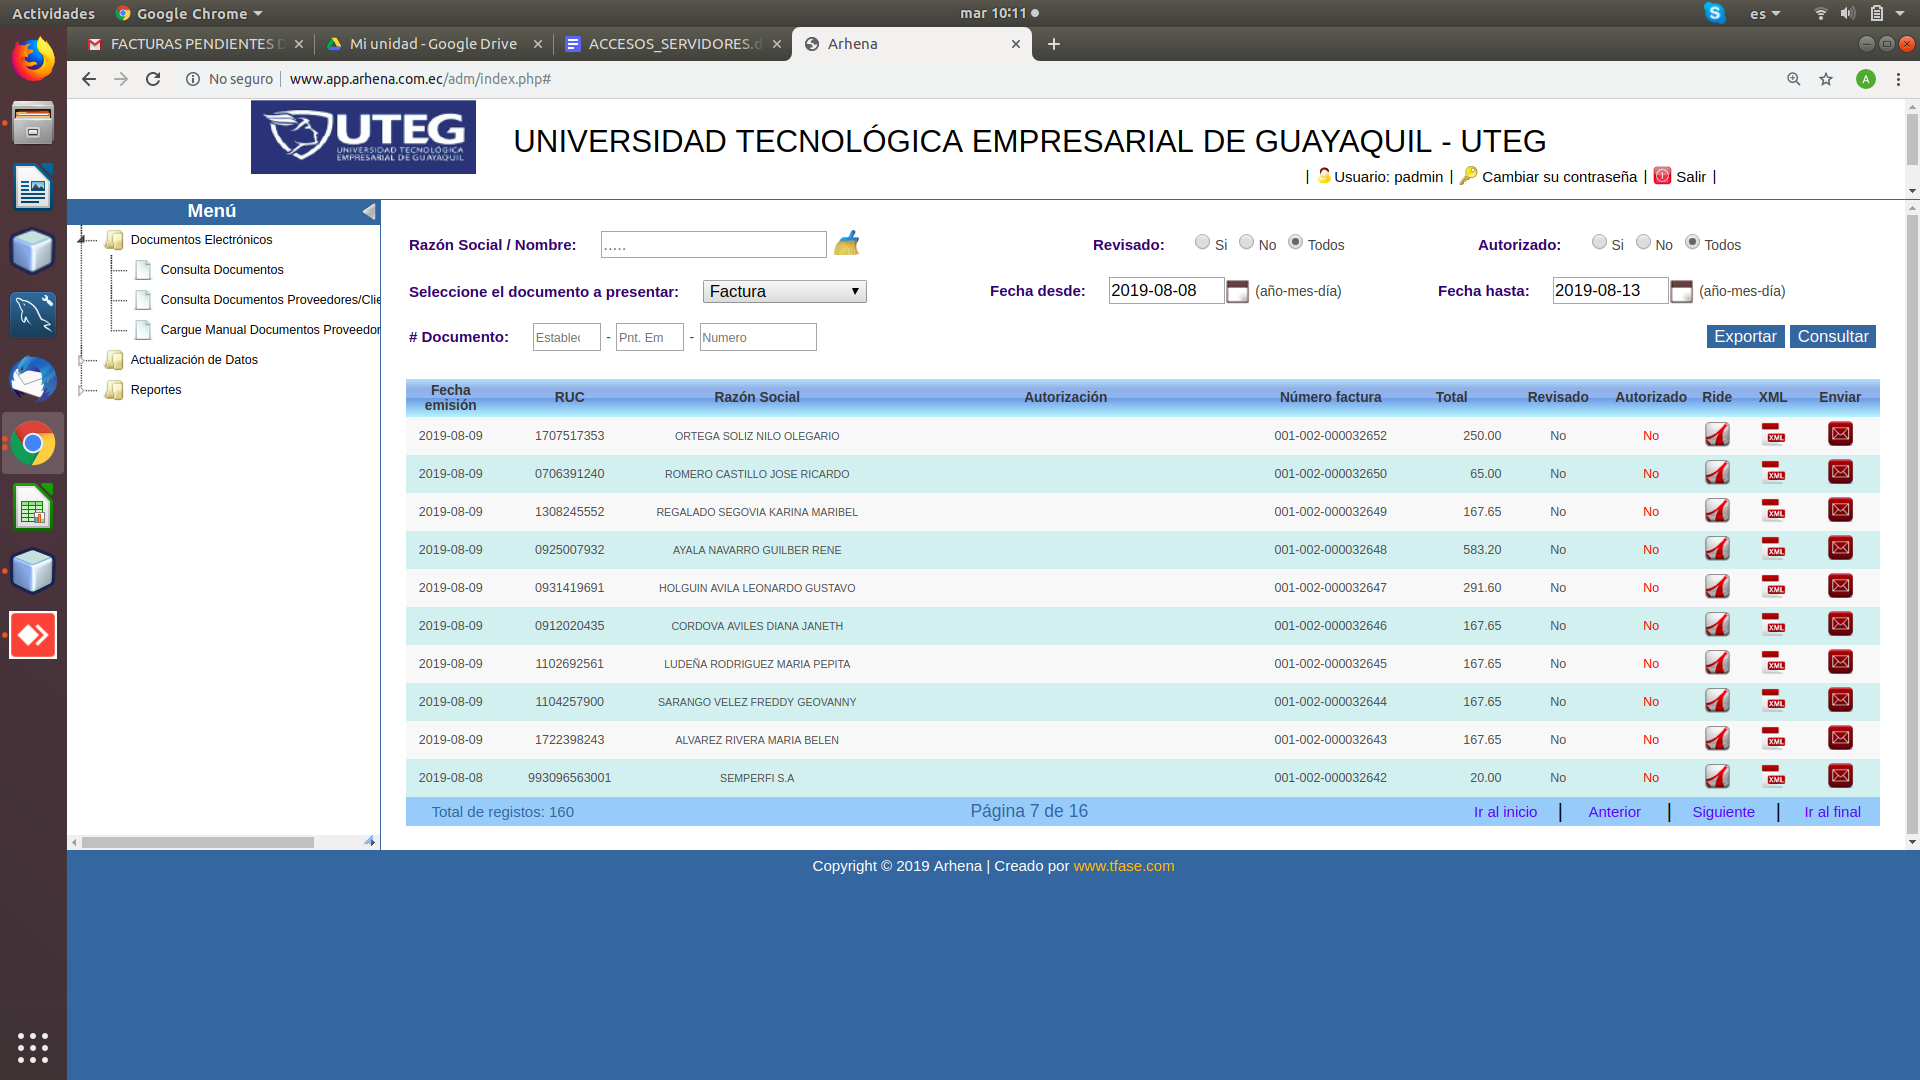 Actividades Google Chrome mar 10:11 es
FACTURAS PENDIENTES D Mi unidad - Google Drive ACCESOS_SERVIDORES.d Arhena
No seguro www.app.arhena.com.ec/adm/index.php# A
UTEG
UNIVERSIDAD TECNOLÓGICA
EMPRESARIAL DE GUAYAQUIL
UNIVERSIDAD TECNOLÓGICA EMPRESARIAL DE GUAYAQUIL - UTEG
| Usuario: padmin | Cambiar su contraseña | Salir |
Menú
Documentos Electrónicos
Consulta Documentos
Consulta Documentos Proveedores/Clie
Cargue Manual Documentos Proveedor
Actualización de Datos
Reportes
Razón Social / Nombre: ..... Revisado: Si No Todos Autorizado: Si No Todos
Seleccione el documento a presentar: Factura Fecha desde: 2019-08-08 (año-mes-día) Fecha hasta: 2019-08-13 (año-mes-día)
# Documento: Establec - Pnt. Em - Numero Exportar Consultar
Fecha emisión RUC Razón Social Autorización Número factura Total Revisado Autorizado Ride XML Enviar
2019-08-09 1707517353 ORTEGA SOLIZ NILO OLEGARIO 001-002-000032652 250.00 No No XML
2019-08-09 0706391240 ROMERO CASTILLO JOSE RICARDO 001-002-000032650 65.00 No No XML
2019-08-09 1308245552 REGALADO SEGOVIA KARINA MARIBEL 001-002-000032649 167.65 No No XML
2019-08-09 0925007932 AYALA NAVARRO GUILBER RENE 001-002-000032648 583.20 No No XML
2019-08-09 0931419691 HOLGUIN AVILA LEONARDO GUSTAVO 001-002-000032647 291.60 No No XML
2019-08-09 0912020435 CORDOVA AVILES DIANA JANETH 001-002-000032646 167.65 No No XML
2019-08-09 1102692561 LUDEÑA RODRIGUEZ MARIA PEPITA 001-002-000032645 167.65 No No XML
2019-08-09 1104257900 SARANGO VELEZ FREDDY GEOVANNY 001-002-000032644 167.65 No No XML
2019-08-09 1722398243 ALVAREZ RIVERA MARIA BELEN 001-002-000032643 167.65 No No XML
2019-08-08 993096563001 SEMPERFI S.A 001-002-000032642 20.00 No No XML
Total de registos: 160 Página 7 de 16 Ir al inicio | Anterior | Siguiente | Ir al final
Copyright © 2019 Arhena | Creado por www.tfase.com